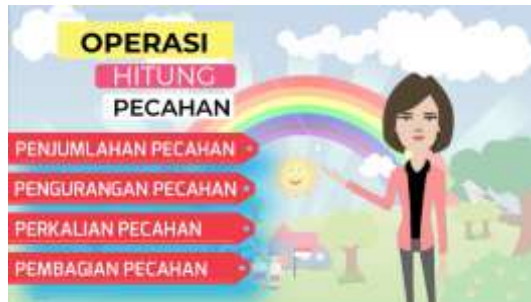 OPERASI
HITUNG
PECAHAN
PENJUMLAHAN PECAHAN
PENGURANGAN PECAHAN
PERKALIAN PECAHAN
PEMBAGIAN PECAHAN